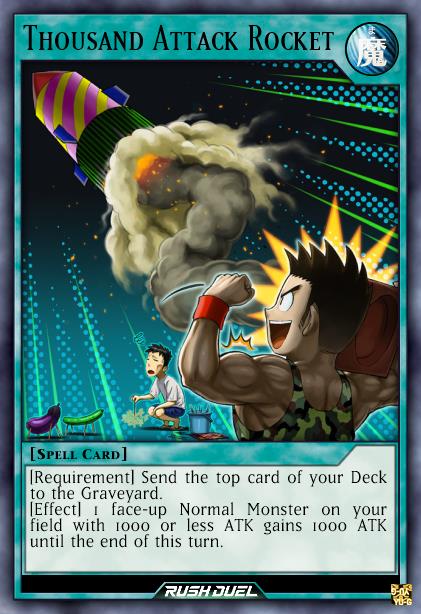 Thousand Attack Rocket
ま
魔
[Spell Card]
[Requirement] Send the top card of your Deck
to the Graveyard.
[Effect] 1 face-up Normal Monster on your
field with 1000 or less ATK gains 1000 ATK
until the end of this turn.
RUSH DUEL